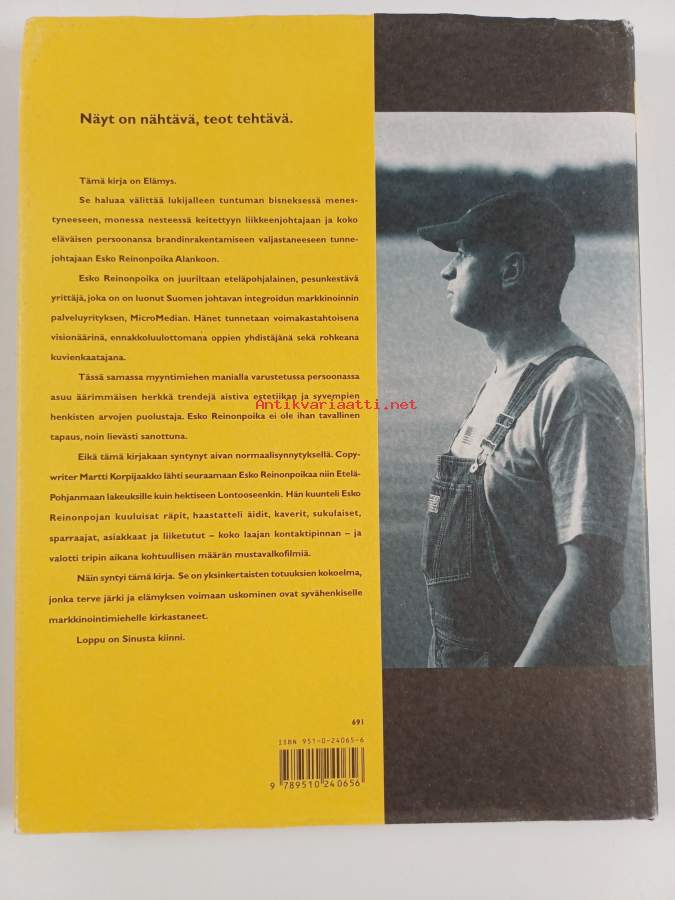 Näyt on nähtävä, teot tehtävä.
Tämä kirja on Elämys.
Se haluaa välittää lukijalleen tuntuman bisneksessä menes-
tyneeseen, monessa nesteessä keitettyyn liikkeenjohtajaan ja koko
eläväisen persoonansa brandinrakentamiseen valjastaneeseen tunne-
johtajaan Esko Reinonpoika Alankoon.
Esko Reinonpoika on juuriltaan eteläpohjalainen, pesunkestävä
yrittäjä, joka on on luonut Suomen johtavan integroidun markkinoinnin
palveluyrityksen, MicroMedian. Hänet tunnetaan voimakastahtoisena
visionäärinä, ennakkoluulottomana oppien yhdistäjänä sekä rohkeana
kuvienkaatajana.
Tässä samassa myyntimiehen manialla varustetussa persoonassa
asuu äärimmäisen herkkä trendejä aistiva estetiikan ja syvempien
henkisten arvojen puolustaja. Esko Reinonpoika ei ole ihan tavallinen
tapaus, noin lievästi sanottuna.
Antikvariaatti.net
Eikä tämä kirjakaan syntynyt aivan normaalisynnytyksellä. Copy-
writer Martti Korpijaakko lähti seuraamaan Esko Reinonpoikaa niin Etelä-
Pohjanmaan lakeuksille kuin hektiseen Lontooseenkin. Hän kuunteli Esko
Reinonpojan kuuluisat räpit, haastatteli äidit, kaverit, sukulaiset,
sparraajat, asiakkaat ja liiketutut – koko laajan kontaktipinnan – ja
valotti tripin aikana kohtuullisen määrän mustavalkofilmiä.
Näin syntyi tämä kirja. Se on yksinkertaisten totuuksien kokoelma,
jonka terve järki ja elämyksen voimaan uskominen ovat syvähenkiselle
markkinointimiehelle kirkastaneet.
Loppu on Sinusta kiinni.
691
ISBN 951-0-24065-6
9 789510 240656